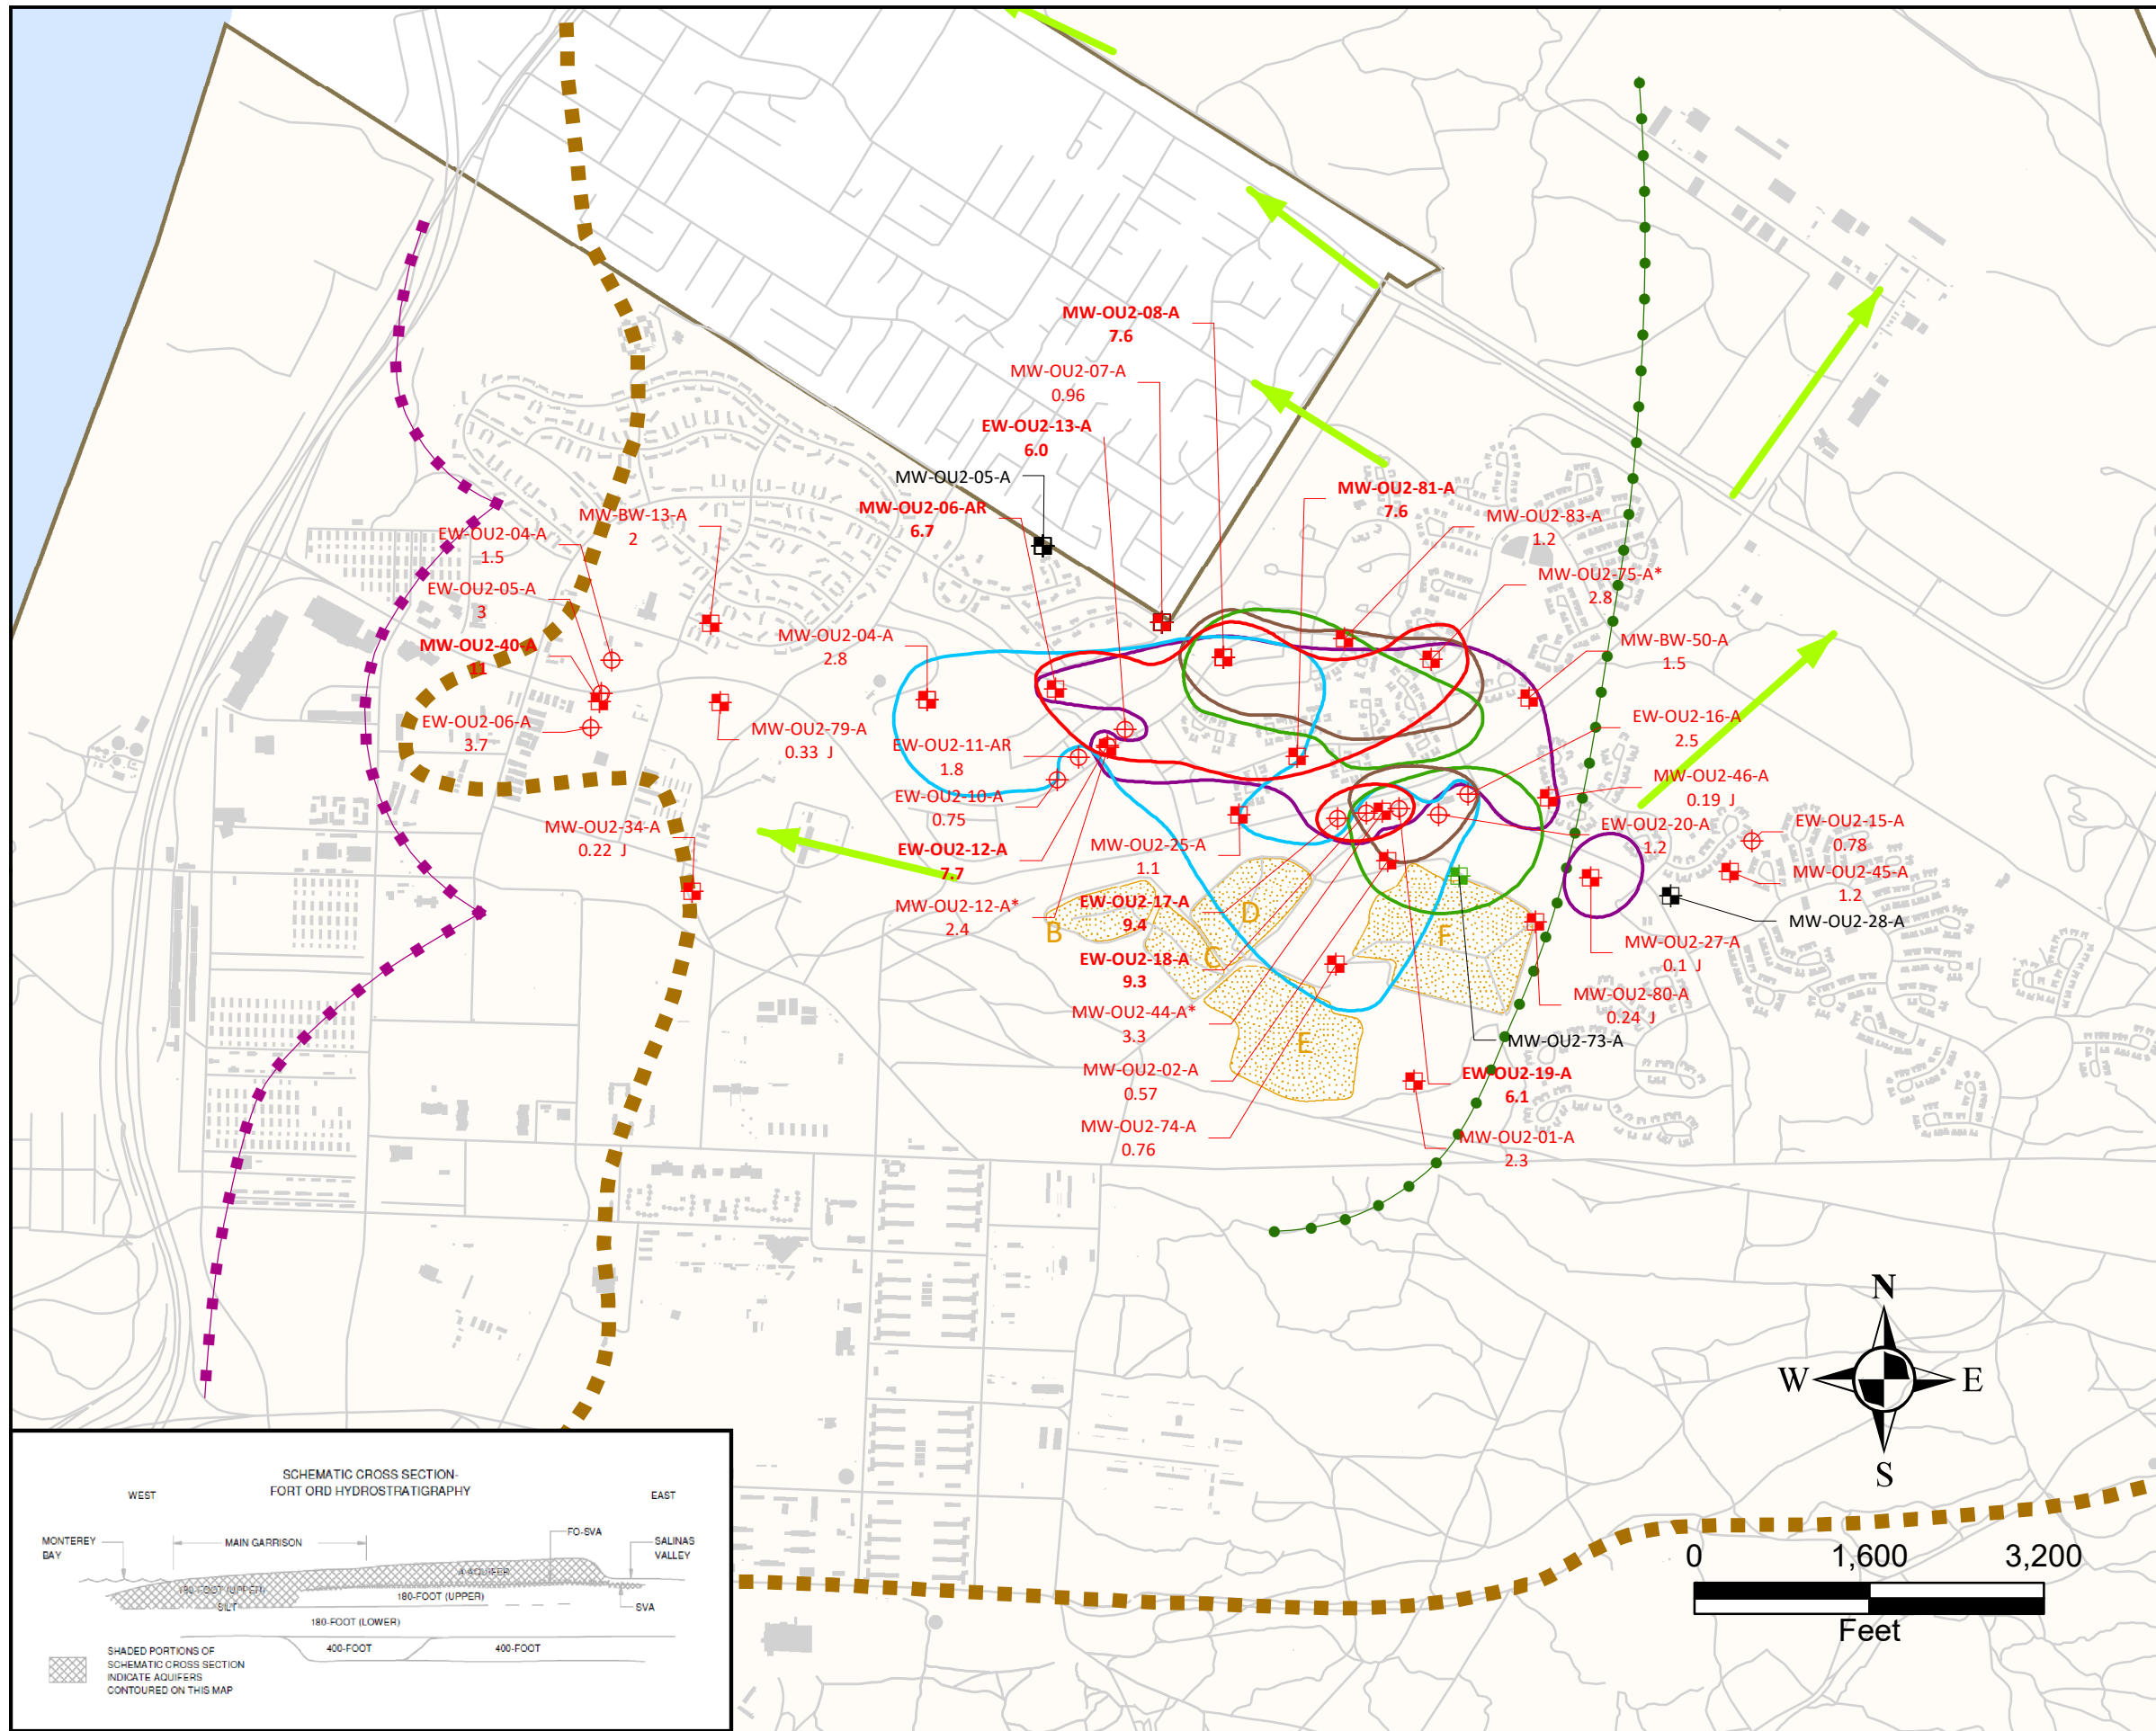 MW-OU2-08-A
7.6
MW-OU2-07-A
0.96
EW-OU2-13-A
6.0
MW-OU2-05-A
MW-OU2-06-AR
6.7
MW-OU2-81-A
7.6
MW-OU2-83-A
1.2
MW-BW-13-A
2
EW-OU2-04-A
1.5
EW-OU2-05-A
3
MW-OU2-40-A
11
EW-OU2-06-A
3.7
MW-OU2-75-A*
2.8
MW-OU2-04-A
2.8
MW-BW-50-A
1.5
MW-OU2-79-A
0.33 J
EW-OU2-11-AR
1.8
EW-OU2-16-A
2.5
EW-OU2-10-A
0.75
MW-OU2-46-A
0.19 J
MW-OU2-34-A
0.22 J
EW-OU2-12-A
7.7
MW-OU2-25-A
1.1
EW-OU2-20-A
1.2
EW-OU2-15-A
0.78
MW-OU2-45-A
1.2
MW-OU2-12-A*
2.4
EW-OU2-17-A
9.4
MW-OU2-28-A
B
C
D
E
F
EW-OU2-18-A
9.3
MW-OU2-27-A
0.1 J
MW-OU2-44-A*
3.3
MW-OU2-80-A
0.24 J
MW-OU2-73-A
MW-OU2-02-A
0.57
EW-OU2-19-A
6.1
MW-OU2-74-A
0.76
MW-OU2-01-A
2.3
N
W E
S
0 1,600 3,200
Feet
SCHEMATIC CROSS SECTION-
FORT ORD HYDROSTRATIGRAPHY
WEST EAST
MONTEREY
BAY
MAIN GARRISON
FO-SVA
SALINAS
VALLEY
A-AQUIFER
180-FOOT (UPPER)
180-FOOT (UPPER)
SILT
SVA
180-FOOT (LOWER)
400-FOOT 400-FOOT
SHADED PORTIONS OF
SCHEMATIC CROSS SECTION
INDICATE AQUIFERS
CONTOURED ON THIS MAP